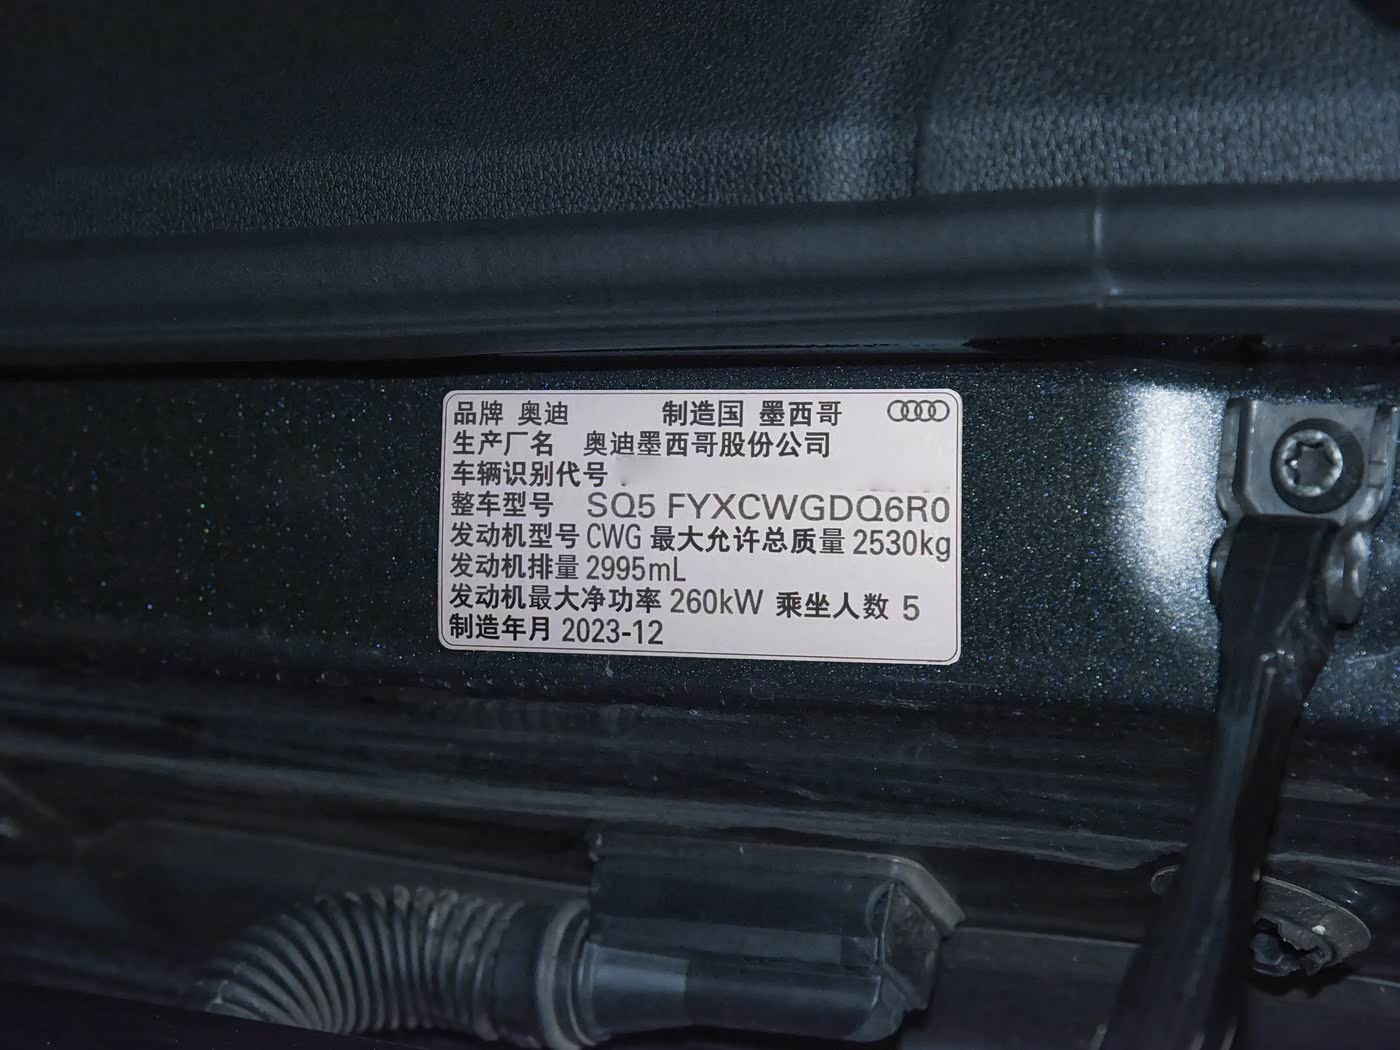 品牌 奥迪 制造国 墨西哥
生产厂名 奥迪墨西哥股份公司
车辆识别代号
整车型号 SQ5 FYXCWGDQ6R0
发动机型号 CWG 最大允许总质量 2530kg
发动机排量 2995mL
发动机最大净功率 260kW 乘坐人数 5
制造年月 2023-12